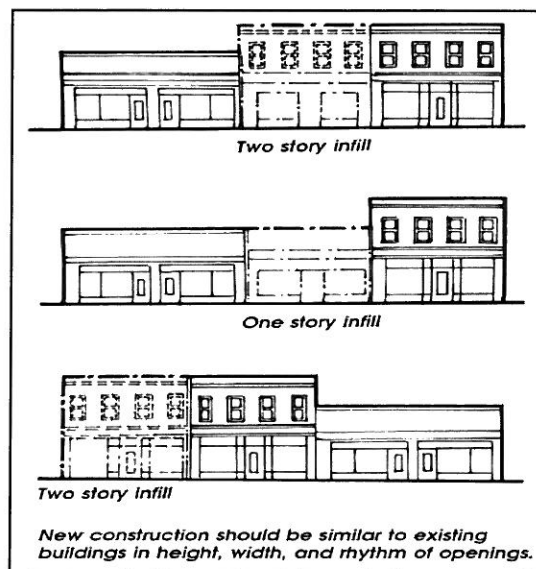 Two story infill
One story infill
Two story infill
New construction should be similar to existing
buildings in height, width, and rhythm of openings.